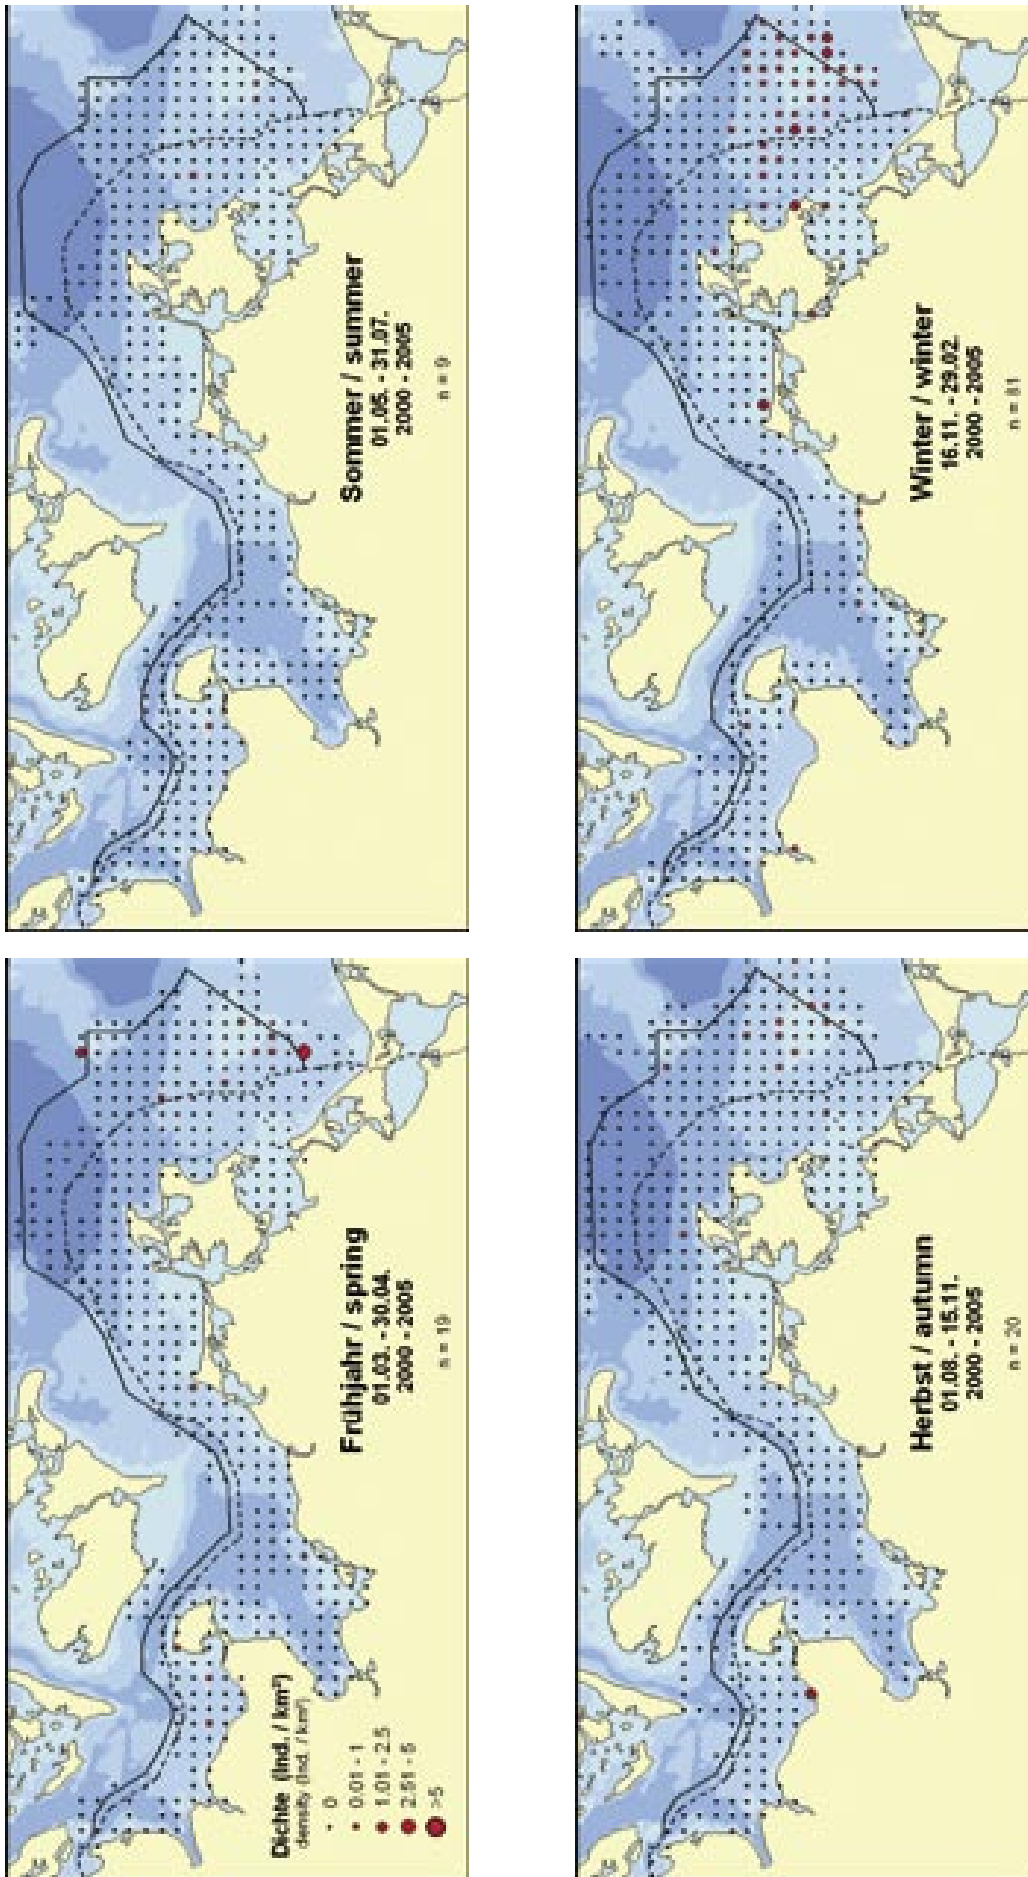 Frühjahr / spring
01.03. - 30.04.
2000 - 2005
n = 19
Dichte (Ind. / km²)
density (Ind. / km²)
0
0.01 - 1
1.01 - 2.5
2.51 - 5
>5
Sommer / summer
01.05. - 31.07.
2000 - 2005
n = 9
Herbst / autumn
01.08. - 15.11.
2000 - 2005
n = 20
Winter / winter
16.11. - 29.02.
2000 - 2005
n = 81